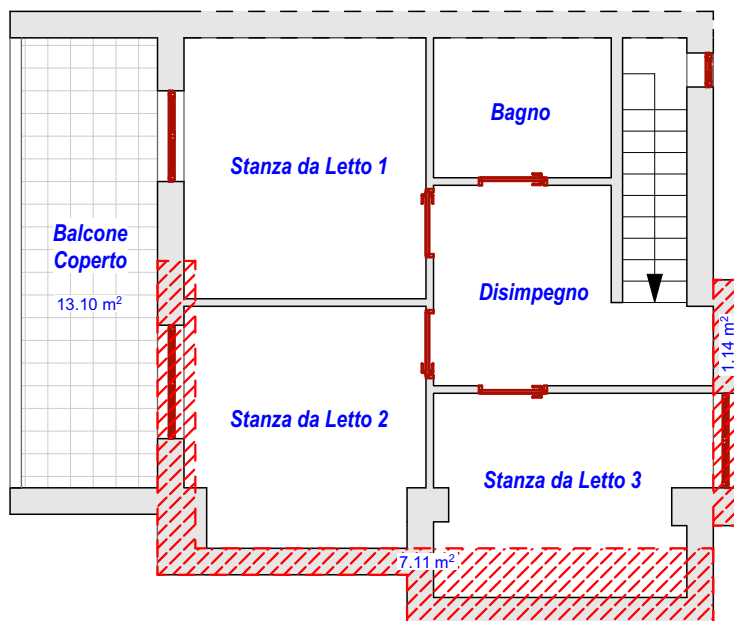 Bagno
Stanza da Letto 1
Balcone
Coperto
13.10 m²
Disimpegno
1.14 m²
Stanza da Letto 2
Stanza da Letto 3
7.11 m²